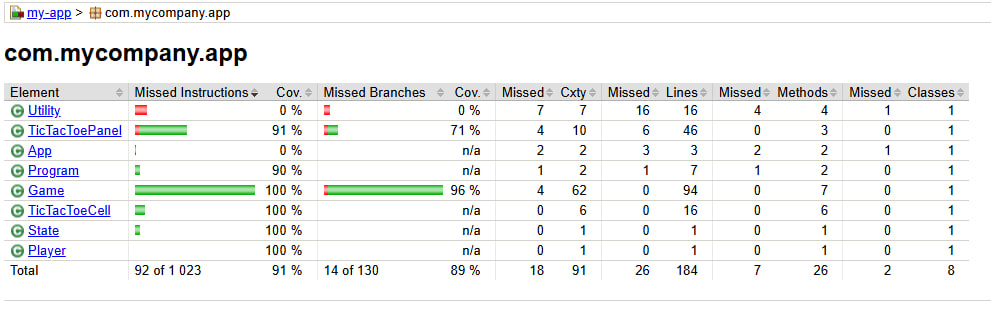 my-app > com.mycompany.app
com.mycompany.app
Element Missed Instructions Cov. Missed Branches Cov. Missed Cxty Missed Lines Missed Methods Missed Classes
C Utility 0 % 0 % 7 7 16 16 4 4 1 1
C TicTacToePanel 91 % 71 % 4 10 6 46 0 3 0 1
C App 0 % n/a 2 2 3 3 2 2 1 1
C Program 90 % n/a 1 2 1 7 1 2 0 1
C Game 100 % 96 % 4 62 0 94 0 7 0 1
C TicTacToeCell 100 % n/a 0 6 0 16 0 6 0 1
C State 100 % n/a 0 1 0 1 0 1 0 1
C Player 100 % n/a 0 1 0 1 0 1 0 1
Total 92 of 1 023 91 % 14 of 130 89 % 18 91 26 184 7 26 2 8